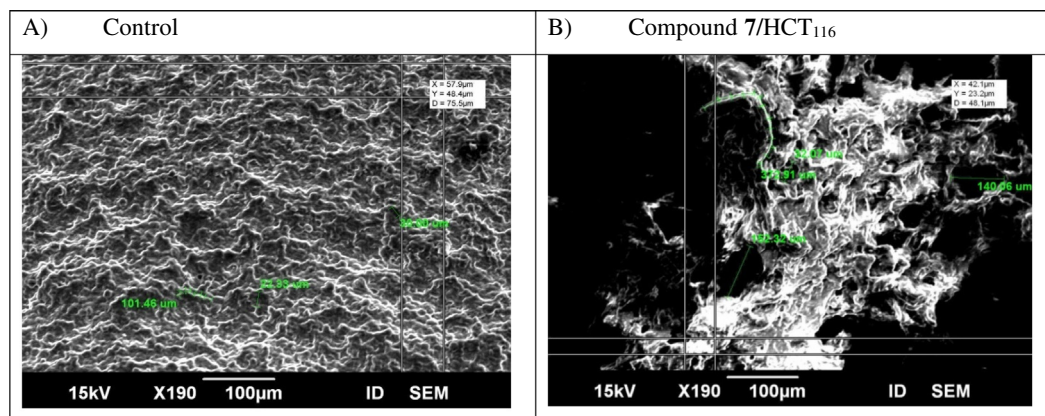 A) Control
B) Compound 7/HCT116
X = 57.9µm
Y = 48.4µm
D = 75.5µm
101.46 um
15kV X190 100µm ID SEM
X = 42.1µm
Y = 23.2µm
D = 48.1µm
140.06 um
15kV X190 100µm ID SEM